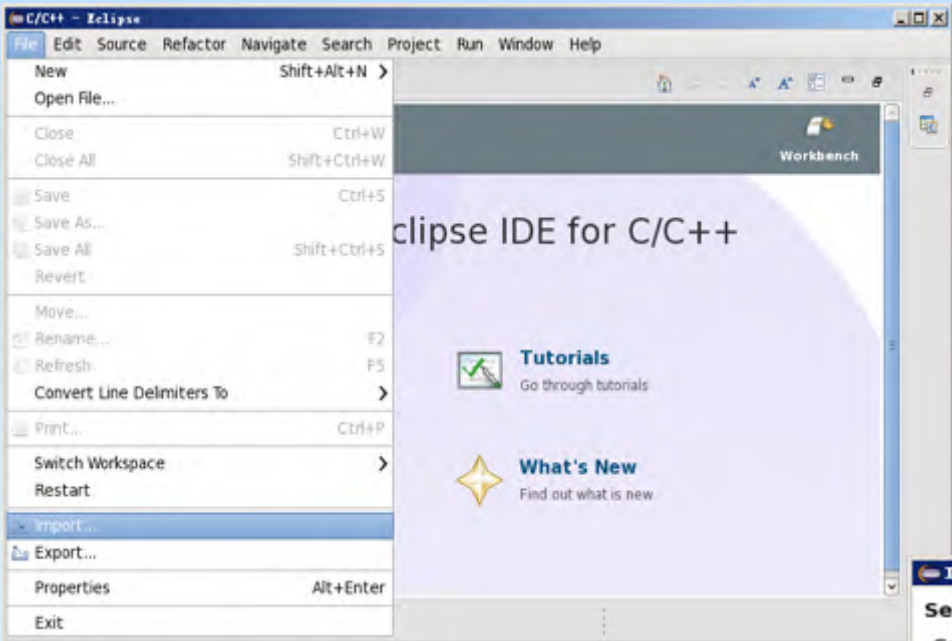 C/C++ - Eclipse
File Edit Source Refactor Navigate Search Project Run Window Help
New Shift+Alt+N
Open File...
Close Ctrl+W
Close All Shift+Ctrl+W
Save Ctrl+S
Save As...
Save All Shift+Ctrl+S
Revert
Move...
Rename... F2
Refresh F5
Convert Line Delimiters To
Print... Ctrl+P
Switch Workspace
Restart
Import...
Export...
Properties Alt+Enter
Exit
Workbench
clipse IDE for C/C++
Tutorials
Go through tutorials
What's New
Find out what is new
I
Se